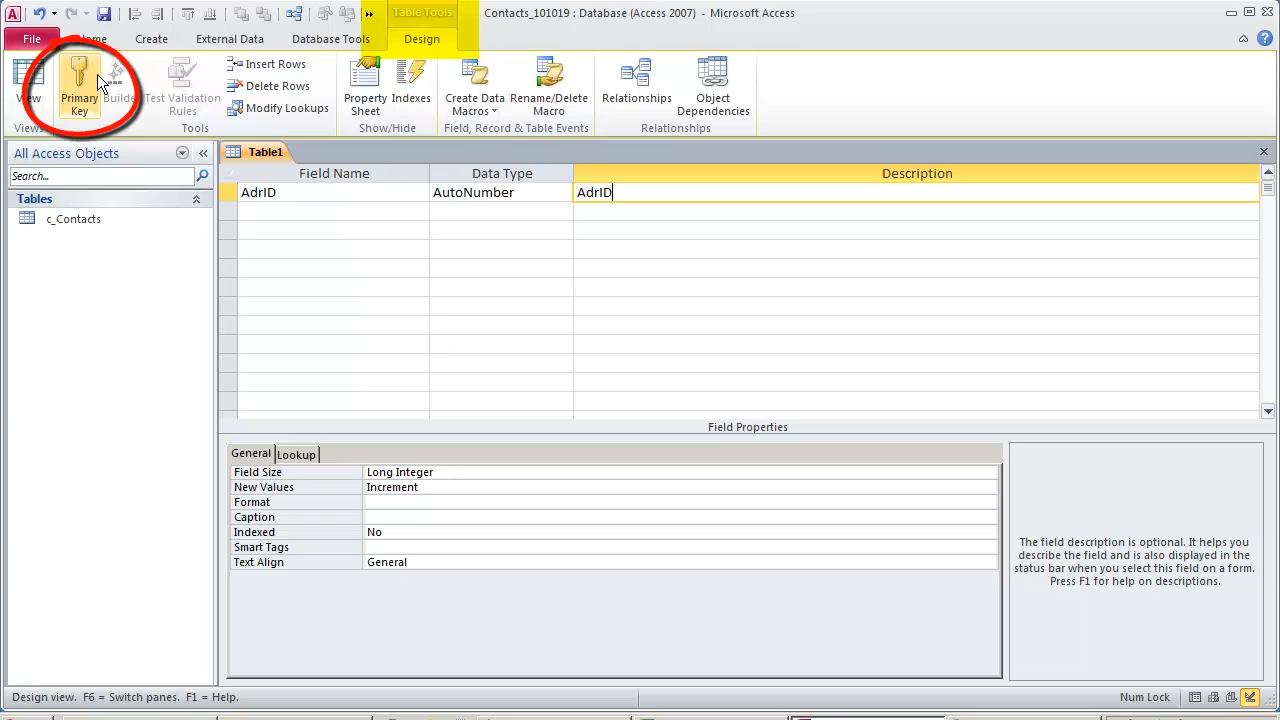 Table Tools
Contacts_101019 : Database (Access 2007) - Microsoft Access
File
Home
Create
External Data
Database Tools
Design
View
Primary Key
Builder
Test Validation Rules
Insert Rows
Delete Rows
Modify Lookups
Property Sheet
Indexes
Create Data Macros
Rename/Delete Macro
Relationships
Object Dependencies
Views
Tools
Show/Hide
Field, Record & Table Events
Relationships
All Access Objects
Search...
Tables
c_Contacts
Table1
Field Name
Data Type
Description
AdrID
AutoNumber
AdrID
Field Properties
General
Lookup
Field Size
Long Integer
New Values
Increment
Format
Caption
Indexed
No
Smart Tags
Text Align
General
The field description is optional. It helps you
describe the field and is also displayed in the
status bar when you select this field on a form.
Press F1 for help on descriptions.
Design view. F6 = Switch panes. F1 = Help.
Num Lock